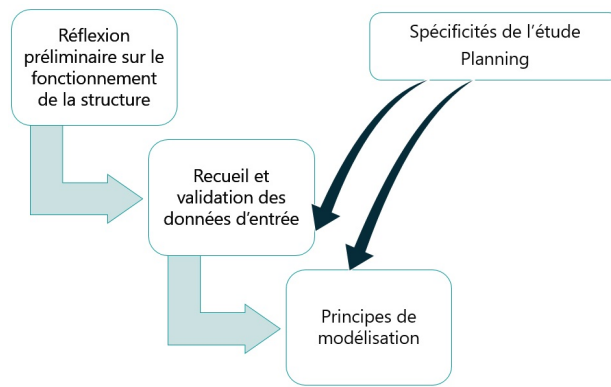 Réflexion
préliminaire sur le
fonctionnement
de la structure
Spécificités de l'étude
Planning
Recueil et
validation des
données d'entrée
Principes de
modélisation